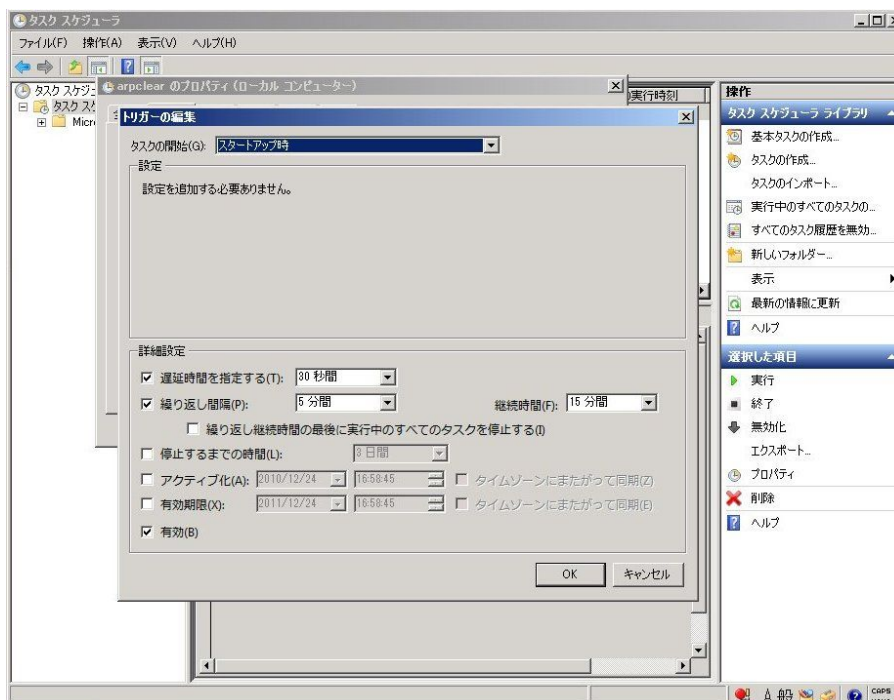 タスク スケジューラ
ファイル(F) 操作(A) 表示(V) ヘルプ(H)
タスク スケジ
タスク スケ
Micr
arpclear のプロパティ (ローカル コンピューター)
の実行時刻
トリガーの編集
タスクの開始(G): スタートアップ時
設定
設定を追加する必要ありません。
詳細設定
遅延時間を指定する(T): 30 秒間
繰り返し間隔(P): 5 分間 継続時間(F): 15 分間
繰り返し継続時間の最後に実行中のすべてのタスクを停止する(I)
停止するまでの時間(L): 3 日間
アクティブ化(A): 2010/12/24 16:58:45 タイムゾーンにまたがって同期(Z)
有効期限(X): 2011/12/24 16:58:45 タイムゾーンにまたがって同期(E)
有効(B)
OK キャンセル
操作
タスク スケジューラ ライブラリ
基本タスクの作成...
タスクの作成...
タスクのインポート...
実行中のすべてのタスクの...
すべてのタスク履歴を無効...
新しいフォルダー...
表示
最新の情報に更新
ヘルプ
選択した項目
実行
終了
無効化
エクスポート...
プロパティ
削除
ヘルプ
A 般
CAPS